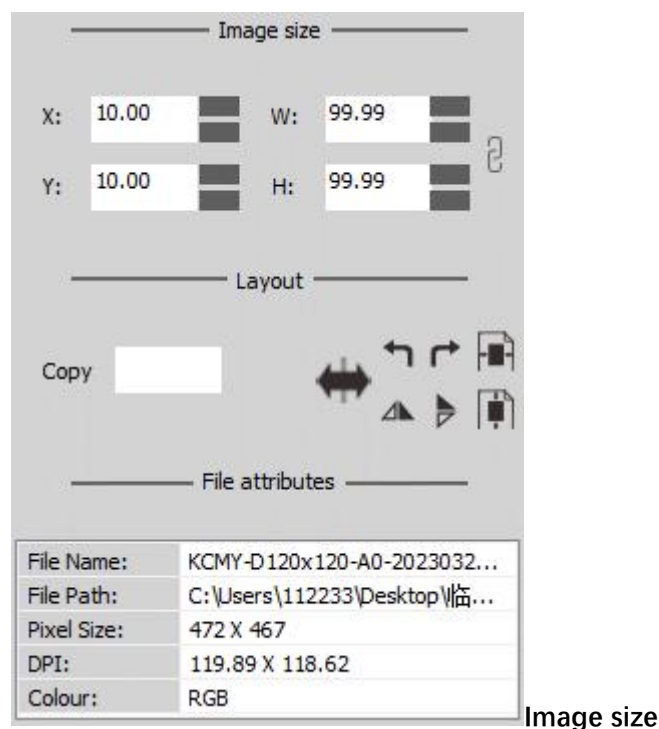 Image size
X: 10.00 W: 99.99
Y: 10.00 H: 99.99
Layout
Copy
File attributes
File Name: KCMY-D120x120-A0-2023032...
File Path: C:\Users\112233\Desktop\临...
Pixel Size: 472 X 467
DPI: 119.89 X 118.62
Colour: RGB
Image size